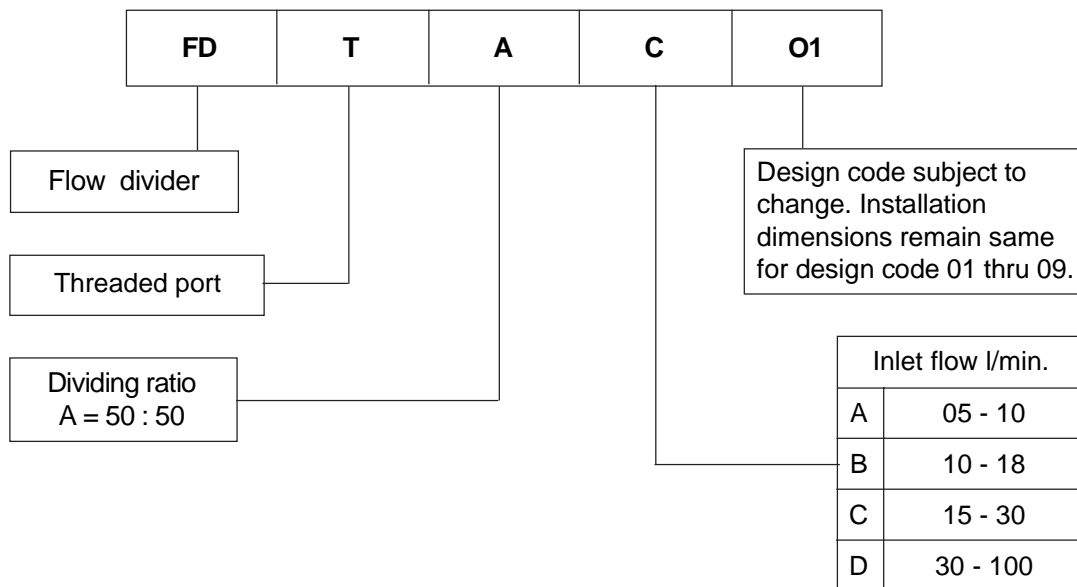 FD T A C O1
Flow divider
Threaded port
Dividing ratio
A = 50 : 50
Design code subject to
change. Installation
dimensions remain same
for design code 01 thru 09.
Inlet flow l/min.
A 05 - 10
B 10 - 18
C 15 - 30
D 30 - 100